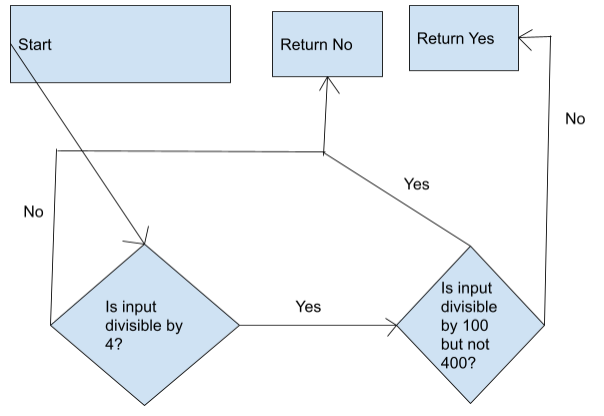 Start
Return No
Return Yes
No
Yes
No
Is input
divisible by
4?
Yes
Is input
divisible
by 100
but not
400?